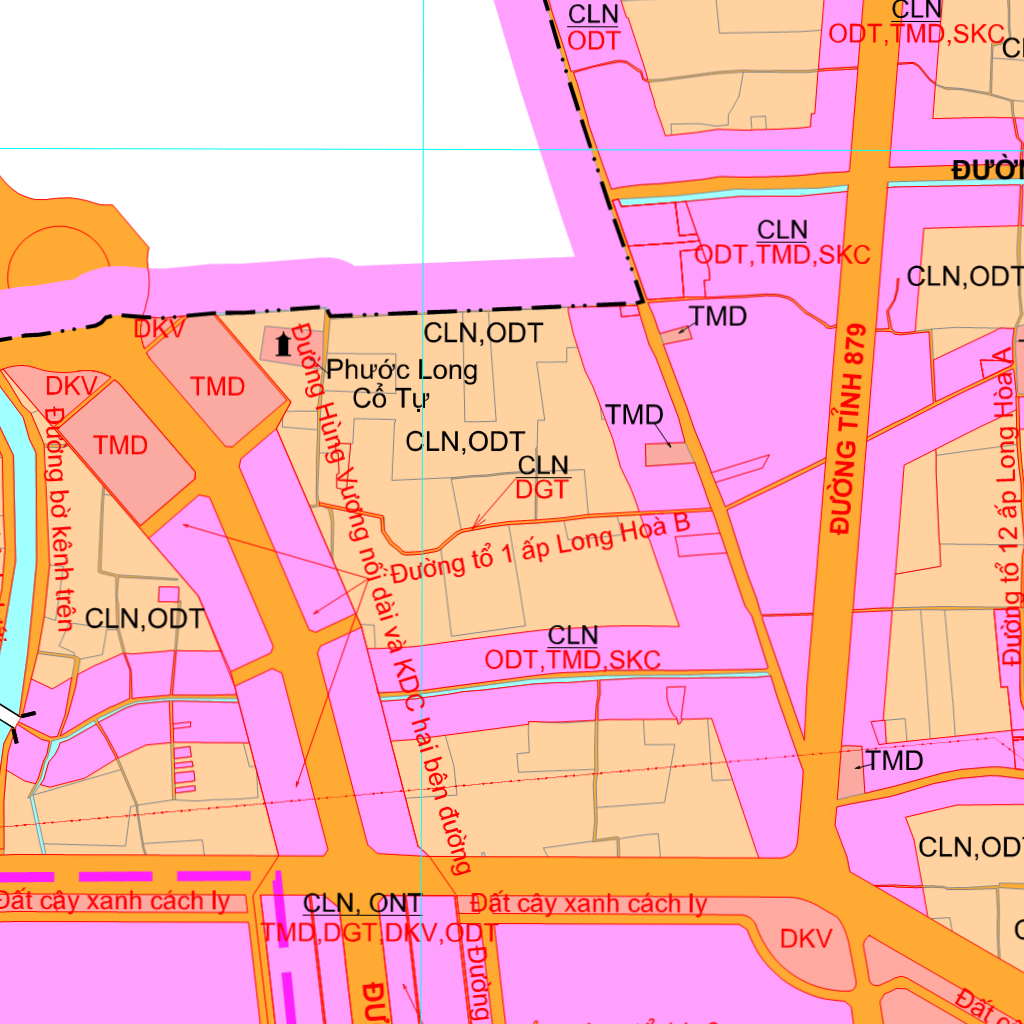 CLN
ODT
CLN
ODT,TMD,SKC
CLN
ODT,TMD,SKC
CLN,ODT
TMD
DKV
TMD
DKV
TMD
CLN,ODT
Phước Long
Cổ Tự
CLN,ODT
TMD
CLN
DGT
ĐƯỜNG TỈNH 879
Đường tổ 12 ấp Long Hòa A
Đường bờ kênh trên
Đường Hùng Vương nối dài và KDC hai bên đường
Đường tổ 1 ấp Long Hoà B
CLN,ODT
CLN
ODT,TMD,SKC
TMD
Đất cây xanh cách ly
CLN, ONT
TMD,DGT,DKV,ODT
Đất cây xanh cách ly
DKV
Đường